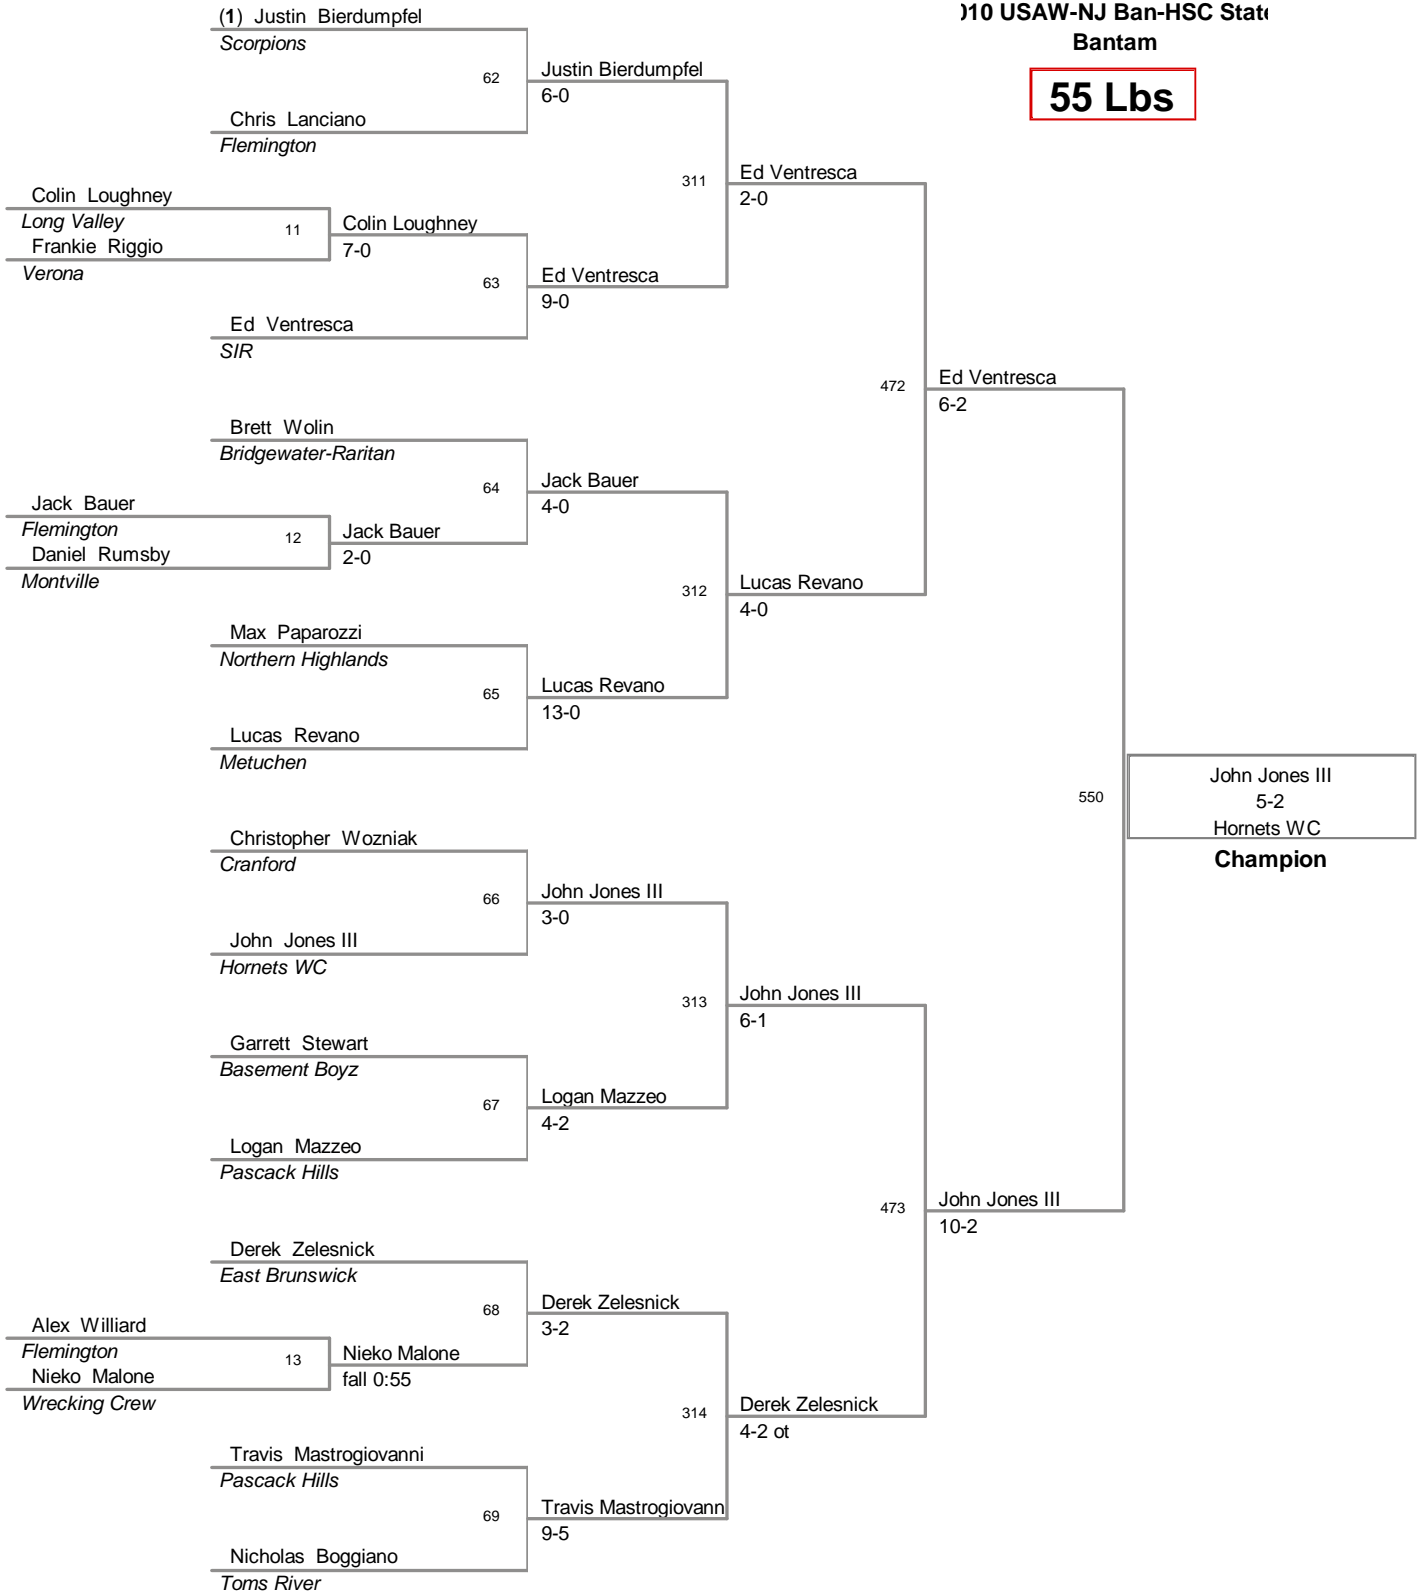 (1) Justin Bierdumpfel
Scorpions
62
Justin Bierdumpfel
6-0
Chris Lanciano
Flemington
10 USAW-NJ Ban-HSC State
Bantam
55 Lbs
Colin Loughney
Long Valley
11
Frankie Riggio
Verona
Colin Loughney
7-0
63
Ed Ventresca
9-0
Ed Ventresca
SIR
311
Ed Ventresca
2-0
Brett Wolin
Bridgewater-Raritan
64
Jack Bauer
4-0
Jack Bauer
Flemington
12
Daniel Rumsby
Montville
Jack Bauer
2-0
312
Lucas Revano
4-0
Max Paparozzi
Northern Highlands
65
Lucas Revano
13-0
Lucas Revano
Metuchen
472
Ed Ventresca
6-2
Christopher Wozniak
Cranford
66
John Jones III
3-0
John Jones III
Hornets WC
313
John Jones III
6-1
Garrett Stewart
Basement Boyz
67
Logan Mazzeo
4-2
Logan Mazzeo
Pascack Hills
473
John Jones III
10-2
Derek Zelesnick
East Brunswick
68
Derek Zelesnick
3-2
Alex Williard
Flemington
13
Nieko Malone
Wrecking Crew
Nieko Malone
fall 0:55
314
Derek Zelesnick
4-2 ot
Travis Mastrogiovanni
Pascack Hills
69
Travis Mastrogiovann
9-5
Nicholas Boggiano
Toms River
550
John Jones III
5-2
Hornets WC
Champion